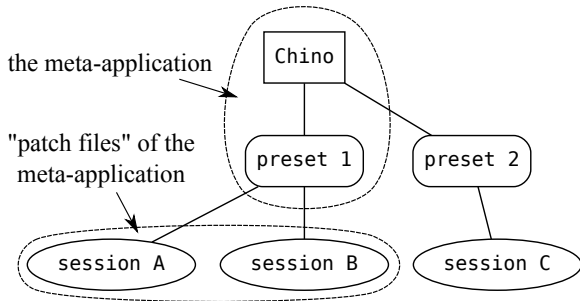 Chino
the meta-application
"patch files" of the
meta-application
preset 1
preset 2
session A
session B
session C